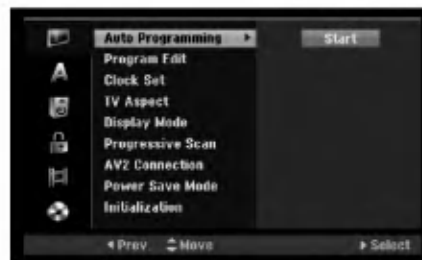 Auto Programming Start
Program Edit
A
Clock Set
TV Aspect
Display Mode
Progressive Scan
AV2 Connection
Power Save Mode
Initialization
Prev Move Select